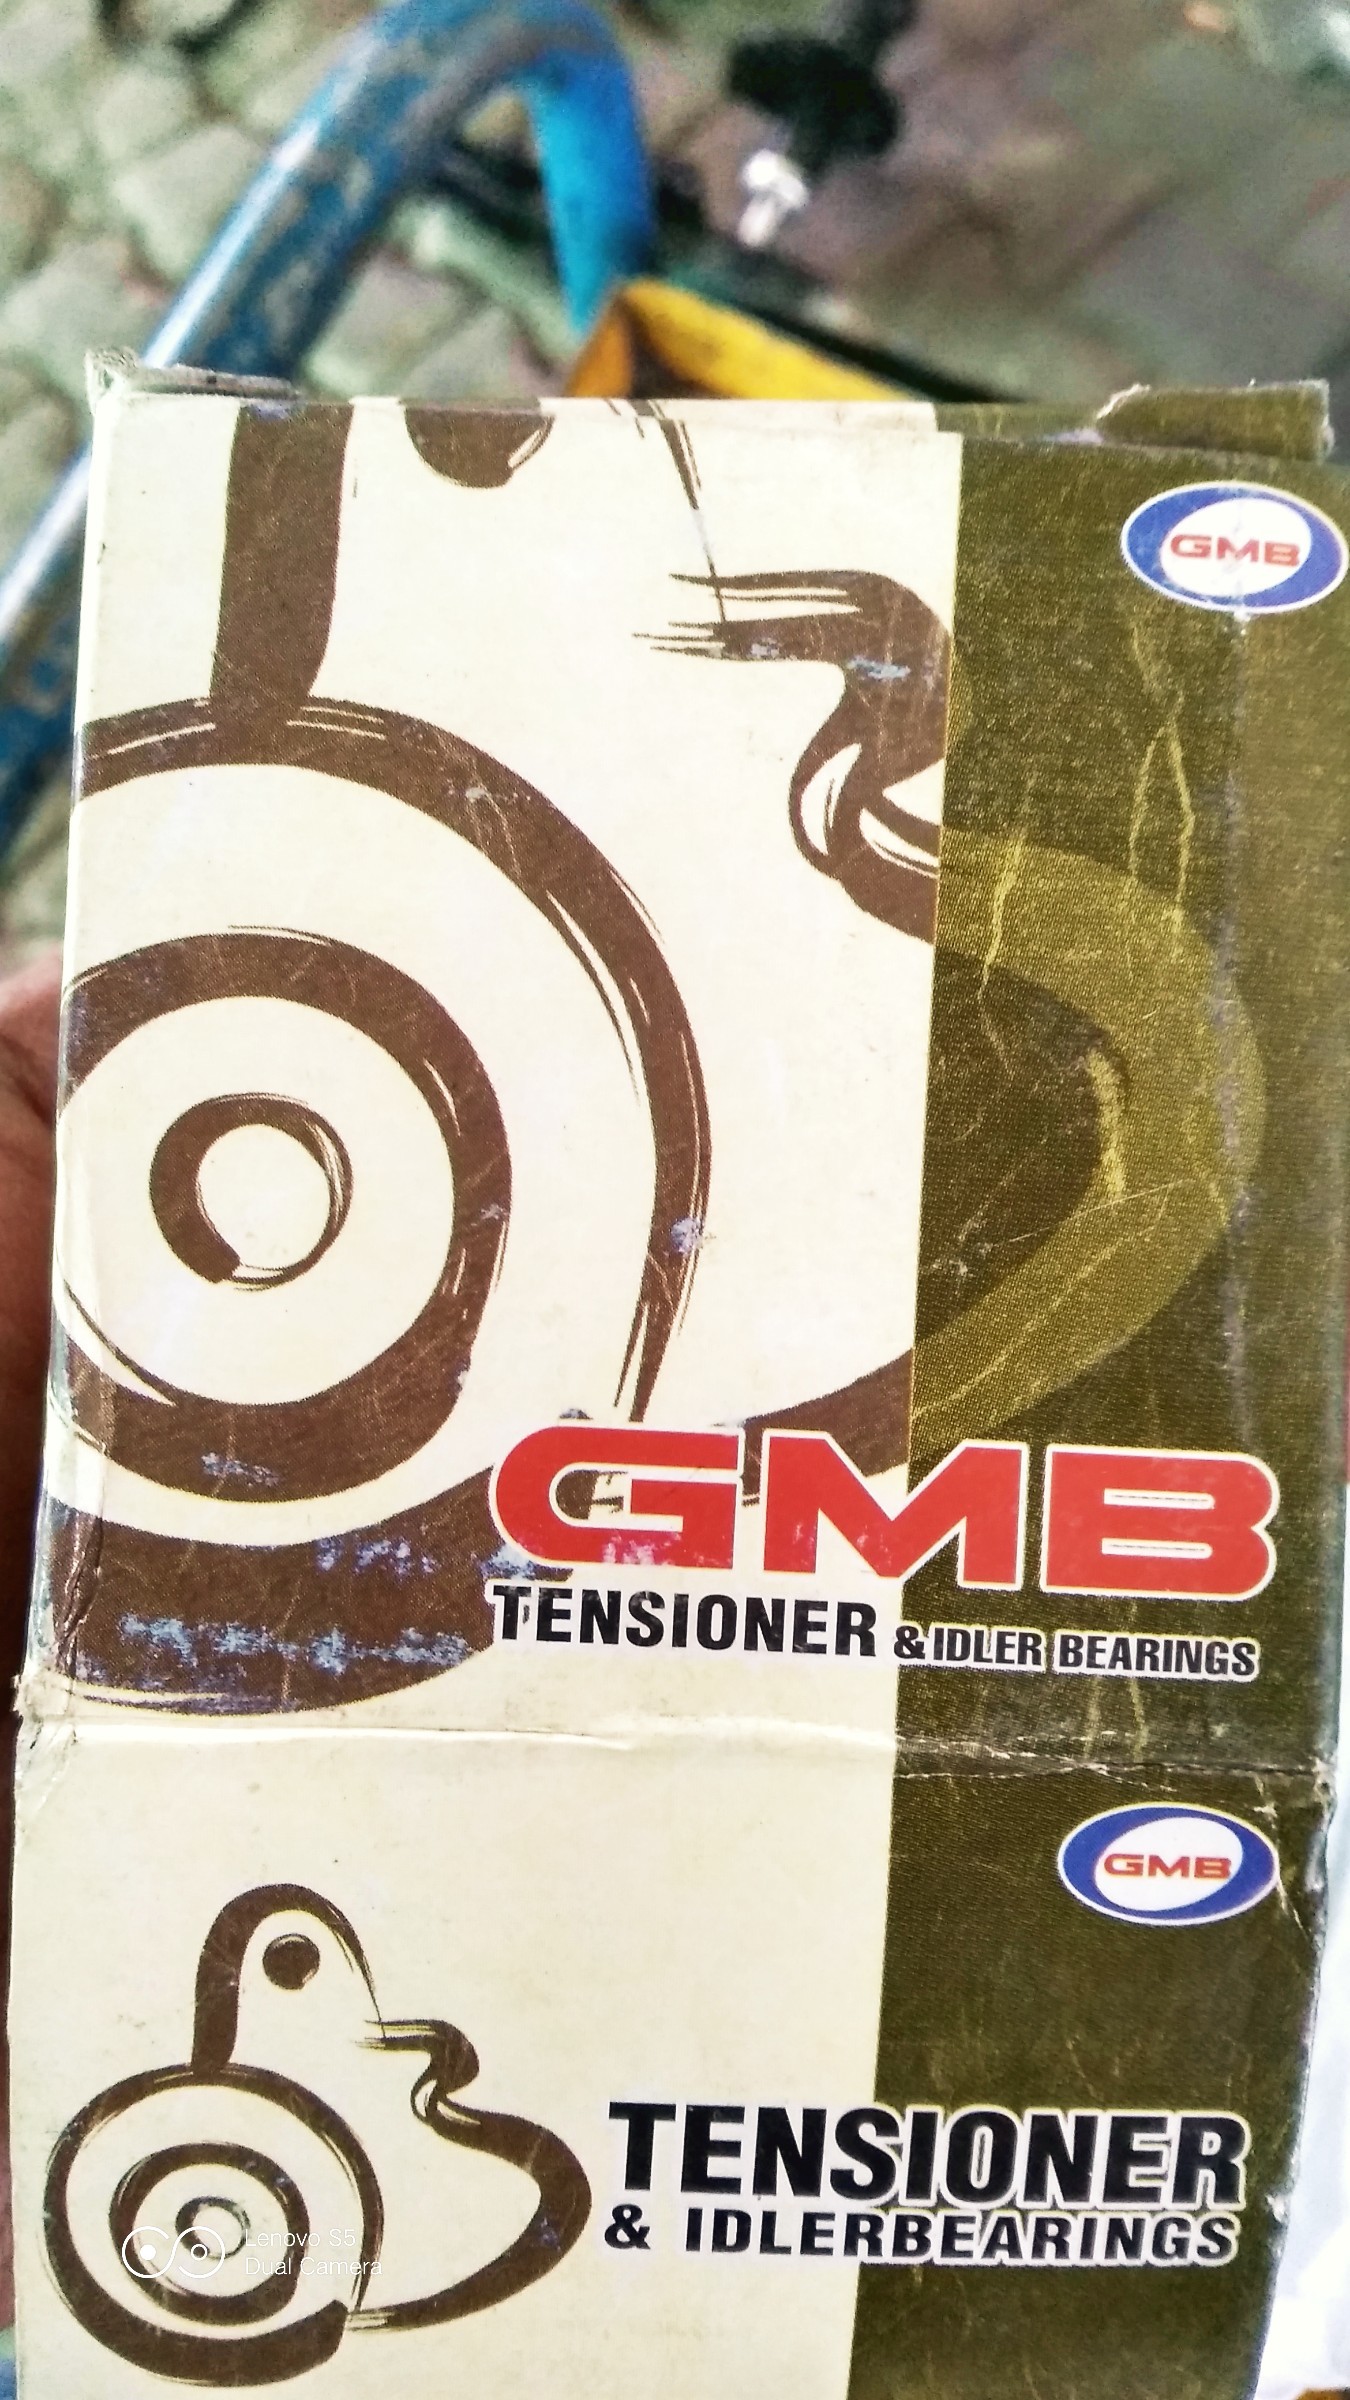 GMB
GMB
TENSIONER & IDLER BEARINGS
GMB
TENSIONER
& IDLERBEARINGS
Lenovo S5
Dual Camera